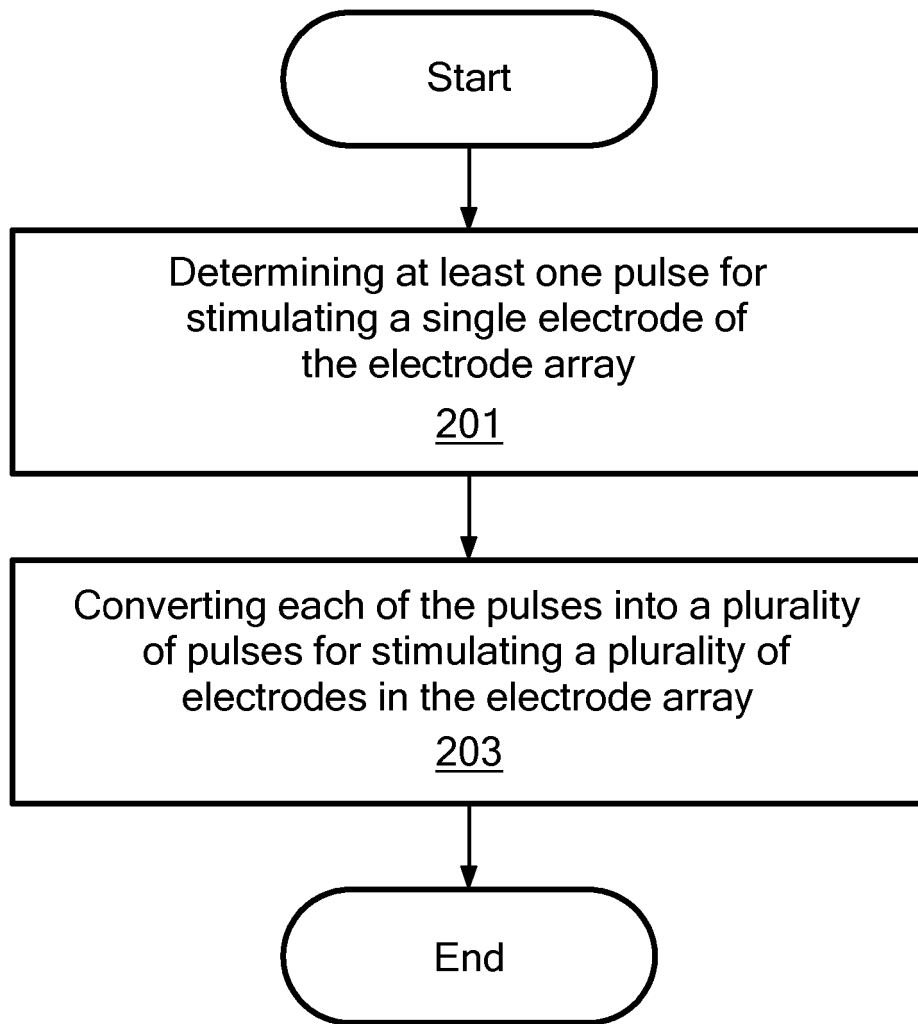 Start
Determining at least one pulse for
stimulating a single electrode of
the electrode array
201
Converting each of the pulses into a plurality
of pulses for stimulating a plurality of
electrodes in the electrode array
203
End